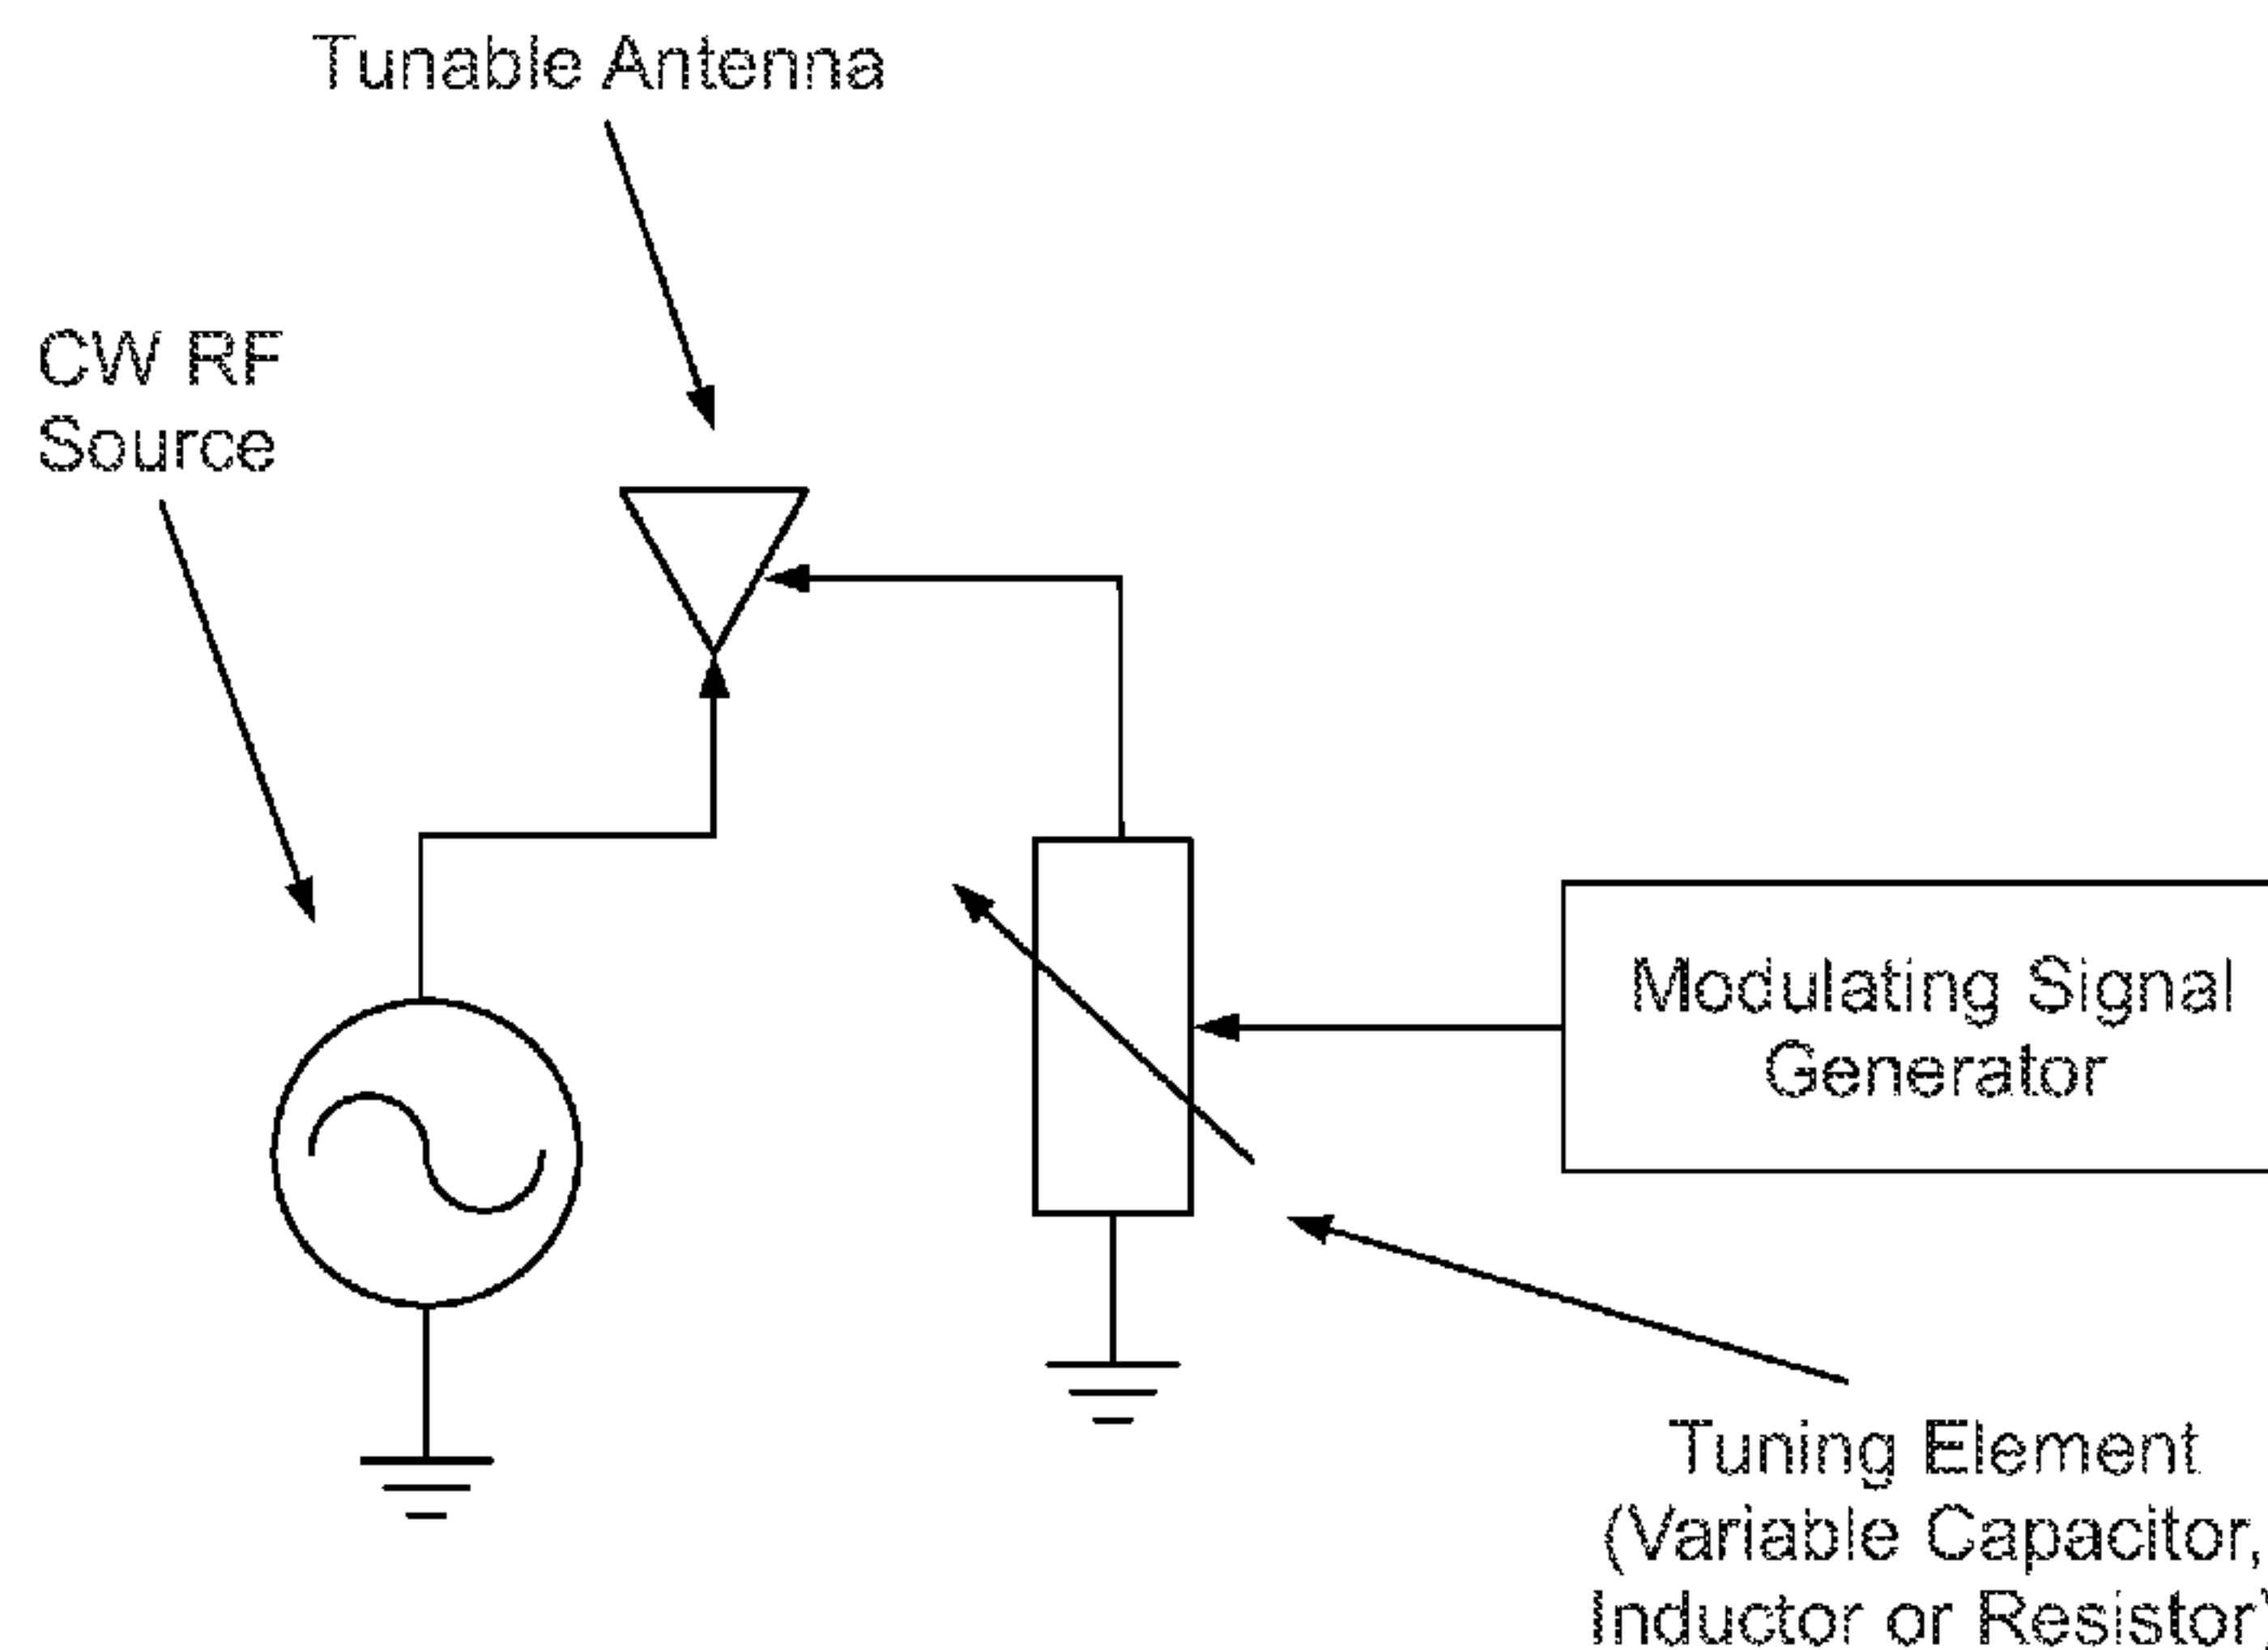 Tunable Antenna
CW RF
Source
Modulating Signal
Generator
Tuning Element
(Variable Capacitor,
Inductor or Resistor)